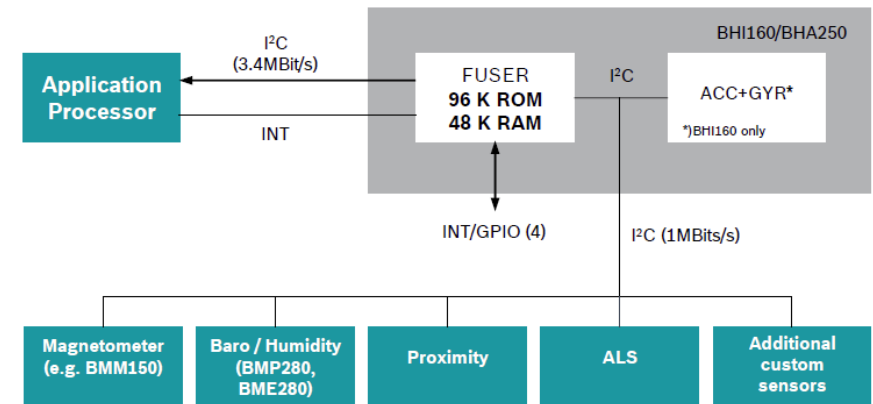 BHI160/BHA250
I²C
(3.4MBit/s)
Application
Processor
INT
FUSER
96 K ROM
48 K RAM
I²C
ACC+GYR*
*)BHI160 only
INT/GPIO (4)
I²C (1MBits/s)
Magnetometer
(e.g. BMM150)
Baro / Humidity
(BMP280,
BME280)
Proximity
ALS
Additional
custom
sensors